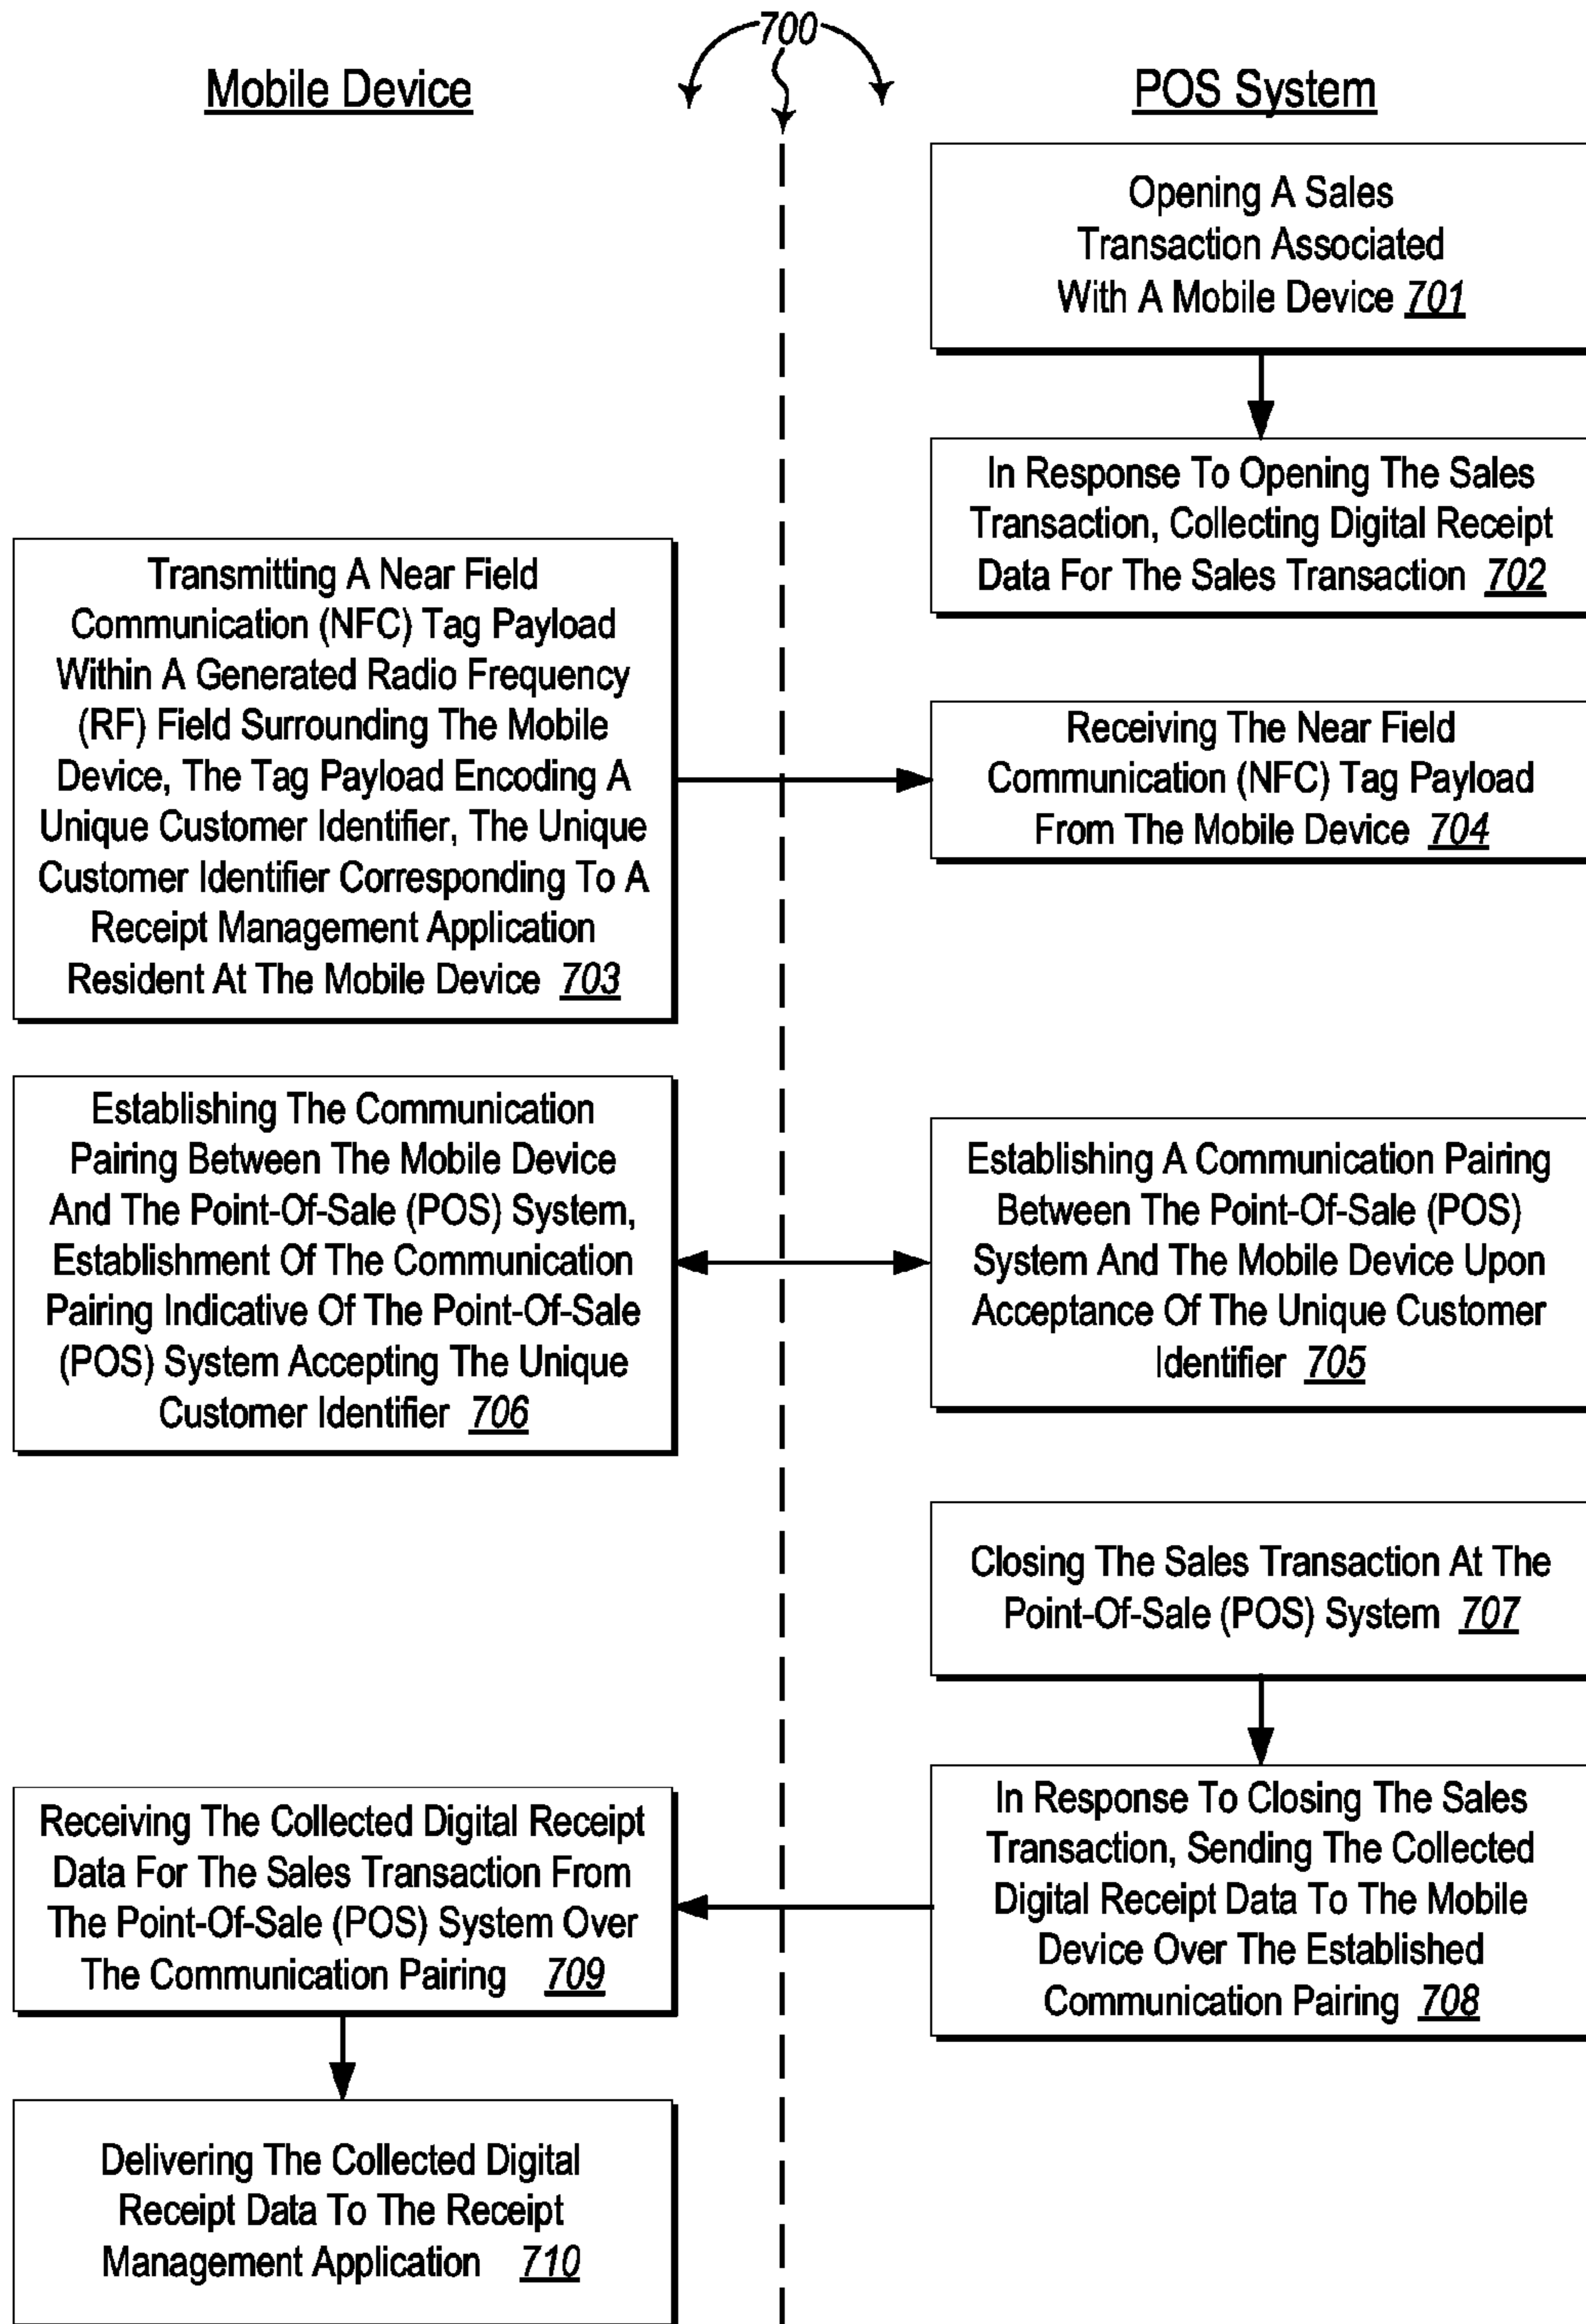 700
Mobile Device
POS System
Opening A Sales
Transaction Associated
With A Mobile Device 701
In Response To Opening The Sales
Transaction, Collecting Digital Receipt
Data For The Sales Transaction 702
Transmitting A Near Field
Communication (NFC) Tag Payload
Within A Generated Radio Frequency
(RF) Field Surrounding The Mobile
Device, The Tag Payload Encoding A
Unique Customer Identifier, The Unique
Customer Identifier Corresponding To A
Receipt Management Application
Resident At The Mobile Device 703
Receiving The Near Field
Communication (NFC) Tag Payload
From The Mobile Device 704
Establishing The Communication
Pairing Between The Mobile Device
And The Point-Of-Sale (POS) System,
Establishment Of The Communication
Pairing Indicative Of The Point-Of-Sale
(POS) System Accepting The Unique
Customer Identifier 706
Establishing A Communication Pairing
Between The Point-Of-Sale (POS)
System And The Mobile Device Upon
Acceptance Of The Unique Customer
Identifier 705
Closing The Sales Transaction At The
Point-Of-Sale (POS) System 707
In Response To Closing The Sales
Transaction, Sending The Collected
Digital Receipt Data To The Mobile
Device Over The Established
Communication Pairing 708
Receiving The Collected Digital Receipt
Data For The Sales Transaction From
The Point-Of-Sale (POS) System Over
The Communication Pairing 709
Delivering The Collected Digital
Receipt Data To The Receipt
Management Application 710